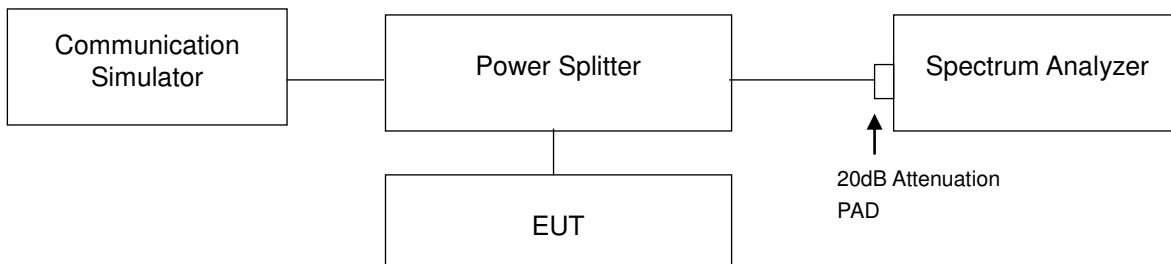 Communication
Simulator
Power Splitter
Spectrum Analyzer
20dB Attenuation
PAD
EUT